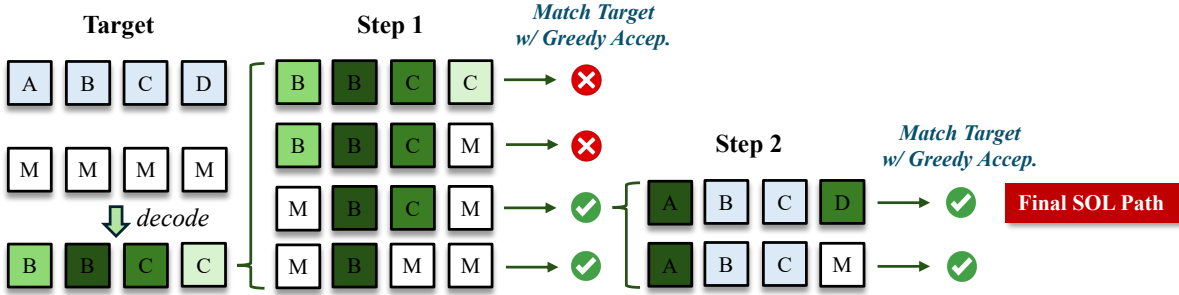 Target
A B C D
M M M M
decode
B B C C
Step 1
Match Target
w/ Greedy Accep.
B B C C
B B C M
M B C M
M B M M
Step 2
Match Target
w/ Greedy Accep.
A B C D
A B C M
Final SOL Path